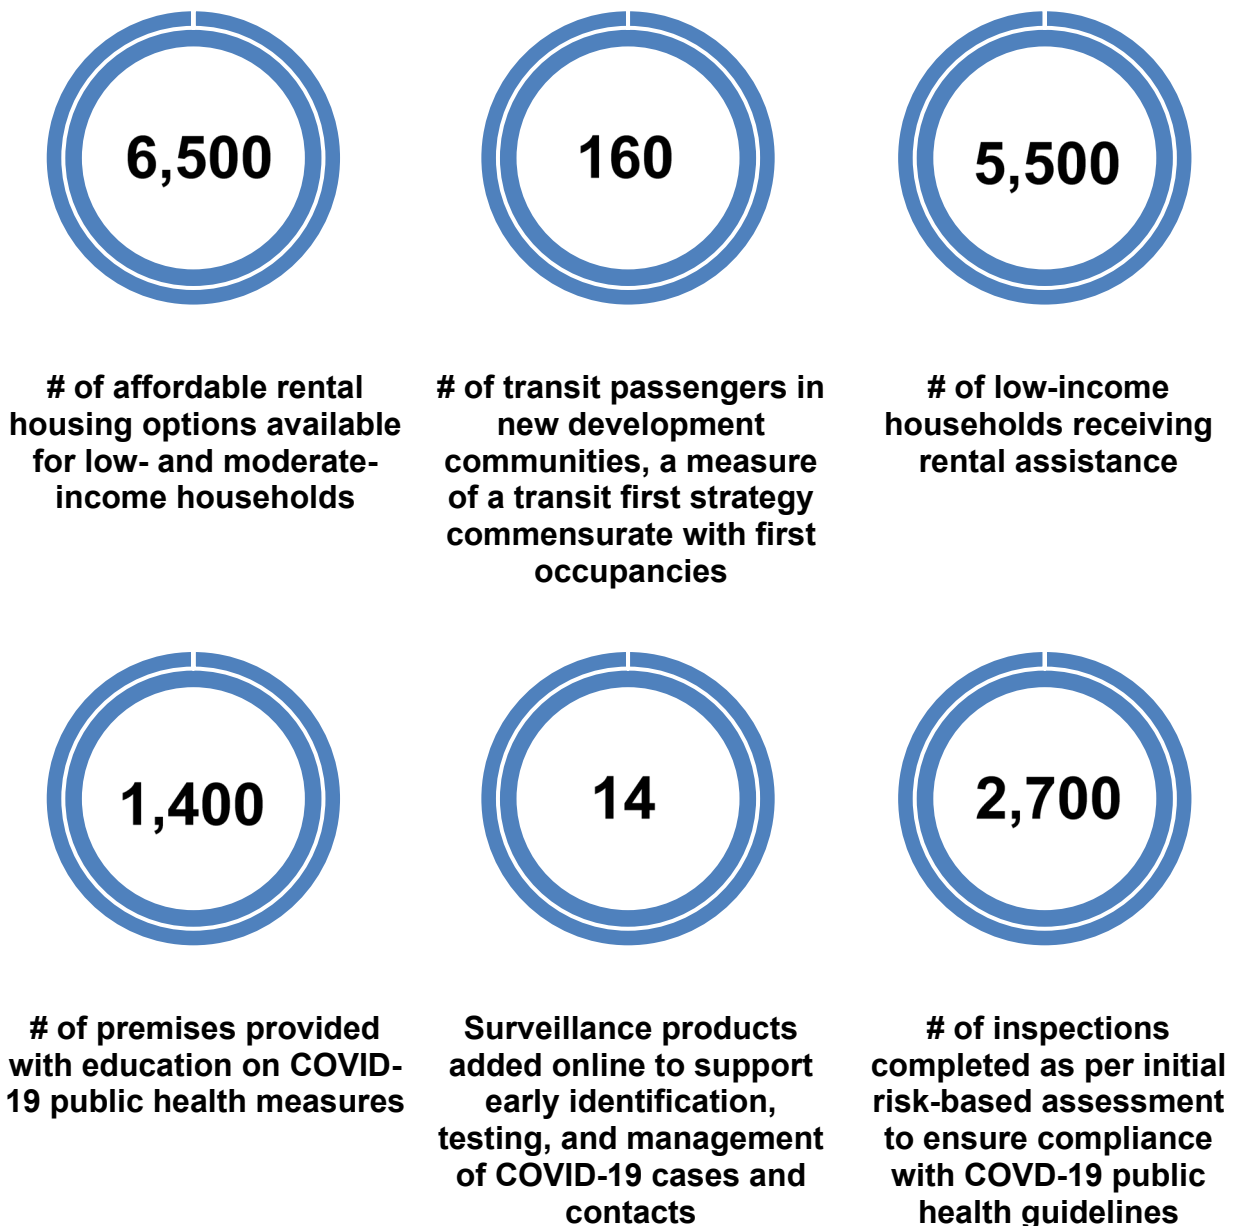 6,500
# of affordable rental
housing options available
for low- and moderate-
income households
160
# of transit passengers in
new development
communities, a measure
of a transit first strategy
commensurate with first
occupancies
5,500
# of low-income
households receiving
rental assistance
1,400
# of premises provided
with education on COVID-
19 public health measures
14
Surveillance products
added online to support
early identification,
testing, and management
of COVID-19 cases and
contacts
2,700
# of inspections
completed as per initial
risk-based assessment
to ensure compliance
with COVD-19 public
health guidelines